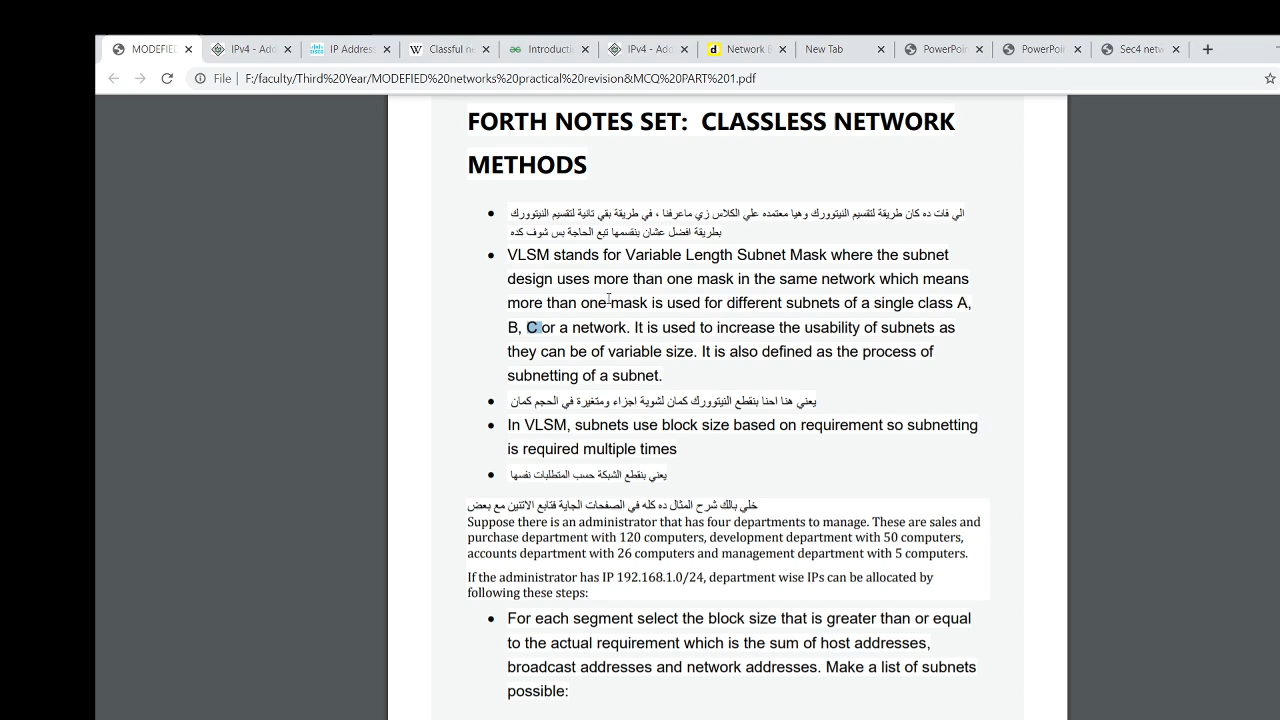 MODEFIED
IPv4 - Add
IP Address
Classful ne
Introducti
IPv4 - Add
Network B
New Tab
PowerPoin
PowerPoin
Sec4 netw
File | F:/faculty/Third%20Year/MODEFIED%20networks%20practical%20revision&MCQ%20PART%201.pdf
FORTH NOTES SET: CLASSLESS NETWORK
METHODS
الي فات ده كان طريقة لتقسيم النيتوورك وهيا معتمده علي الكلاس زي ماعرفنا ، في طريقة بقي تانية لتقسيم النيتوورك
بطريقة افضل عشان بنقسمها تبع الحاجة بس شوف كده
VLSM stands for Variable Length Subnet Mask where the subnet
design uses more than one mask in the same network which means
more than one mask is used for different subnets of a single class A,
B, C or a network. It is used to increase the usability of subnets as
they can be of variable size. It is also defined as the process of
subnetting of a subnet.
يعني هنا احنا بنقطع النيتوورك كمان لشوية اجزاء ومتغيرة في الحجم كمان
In VLSM, subnets use block size based on requirement so subnetting
is required multiple times
يعني بنقطع الشبكة حسب المتطلبات نفسها
خلي بالك شرح المثال ده كله في الصفحات الجاية فتابع الاتنين مع بعض
Suppose there is an administrator that has four departments to manage. These are sales and
purchase department with 120 computers, development department with 50 computers,
accounts department with 26 computers and management department with 5 computers.
If the administrator has IP 192.168.1.0/24, department wise IPs can be allocated by
following these steps:
For each segment select the block size that is greater than or equal
to the actual requirement which is the sum of host addresses,
broadcast addresses and network addresses. Make a list of subnets
possible: